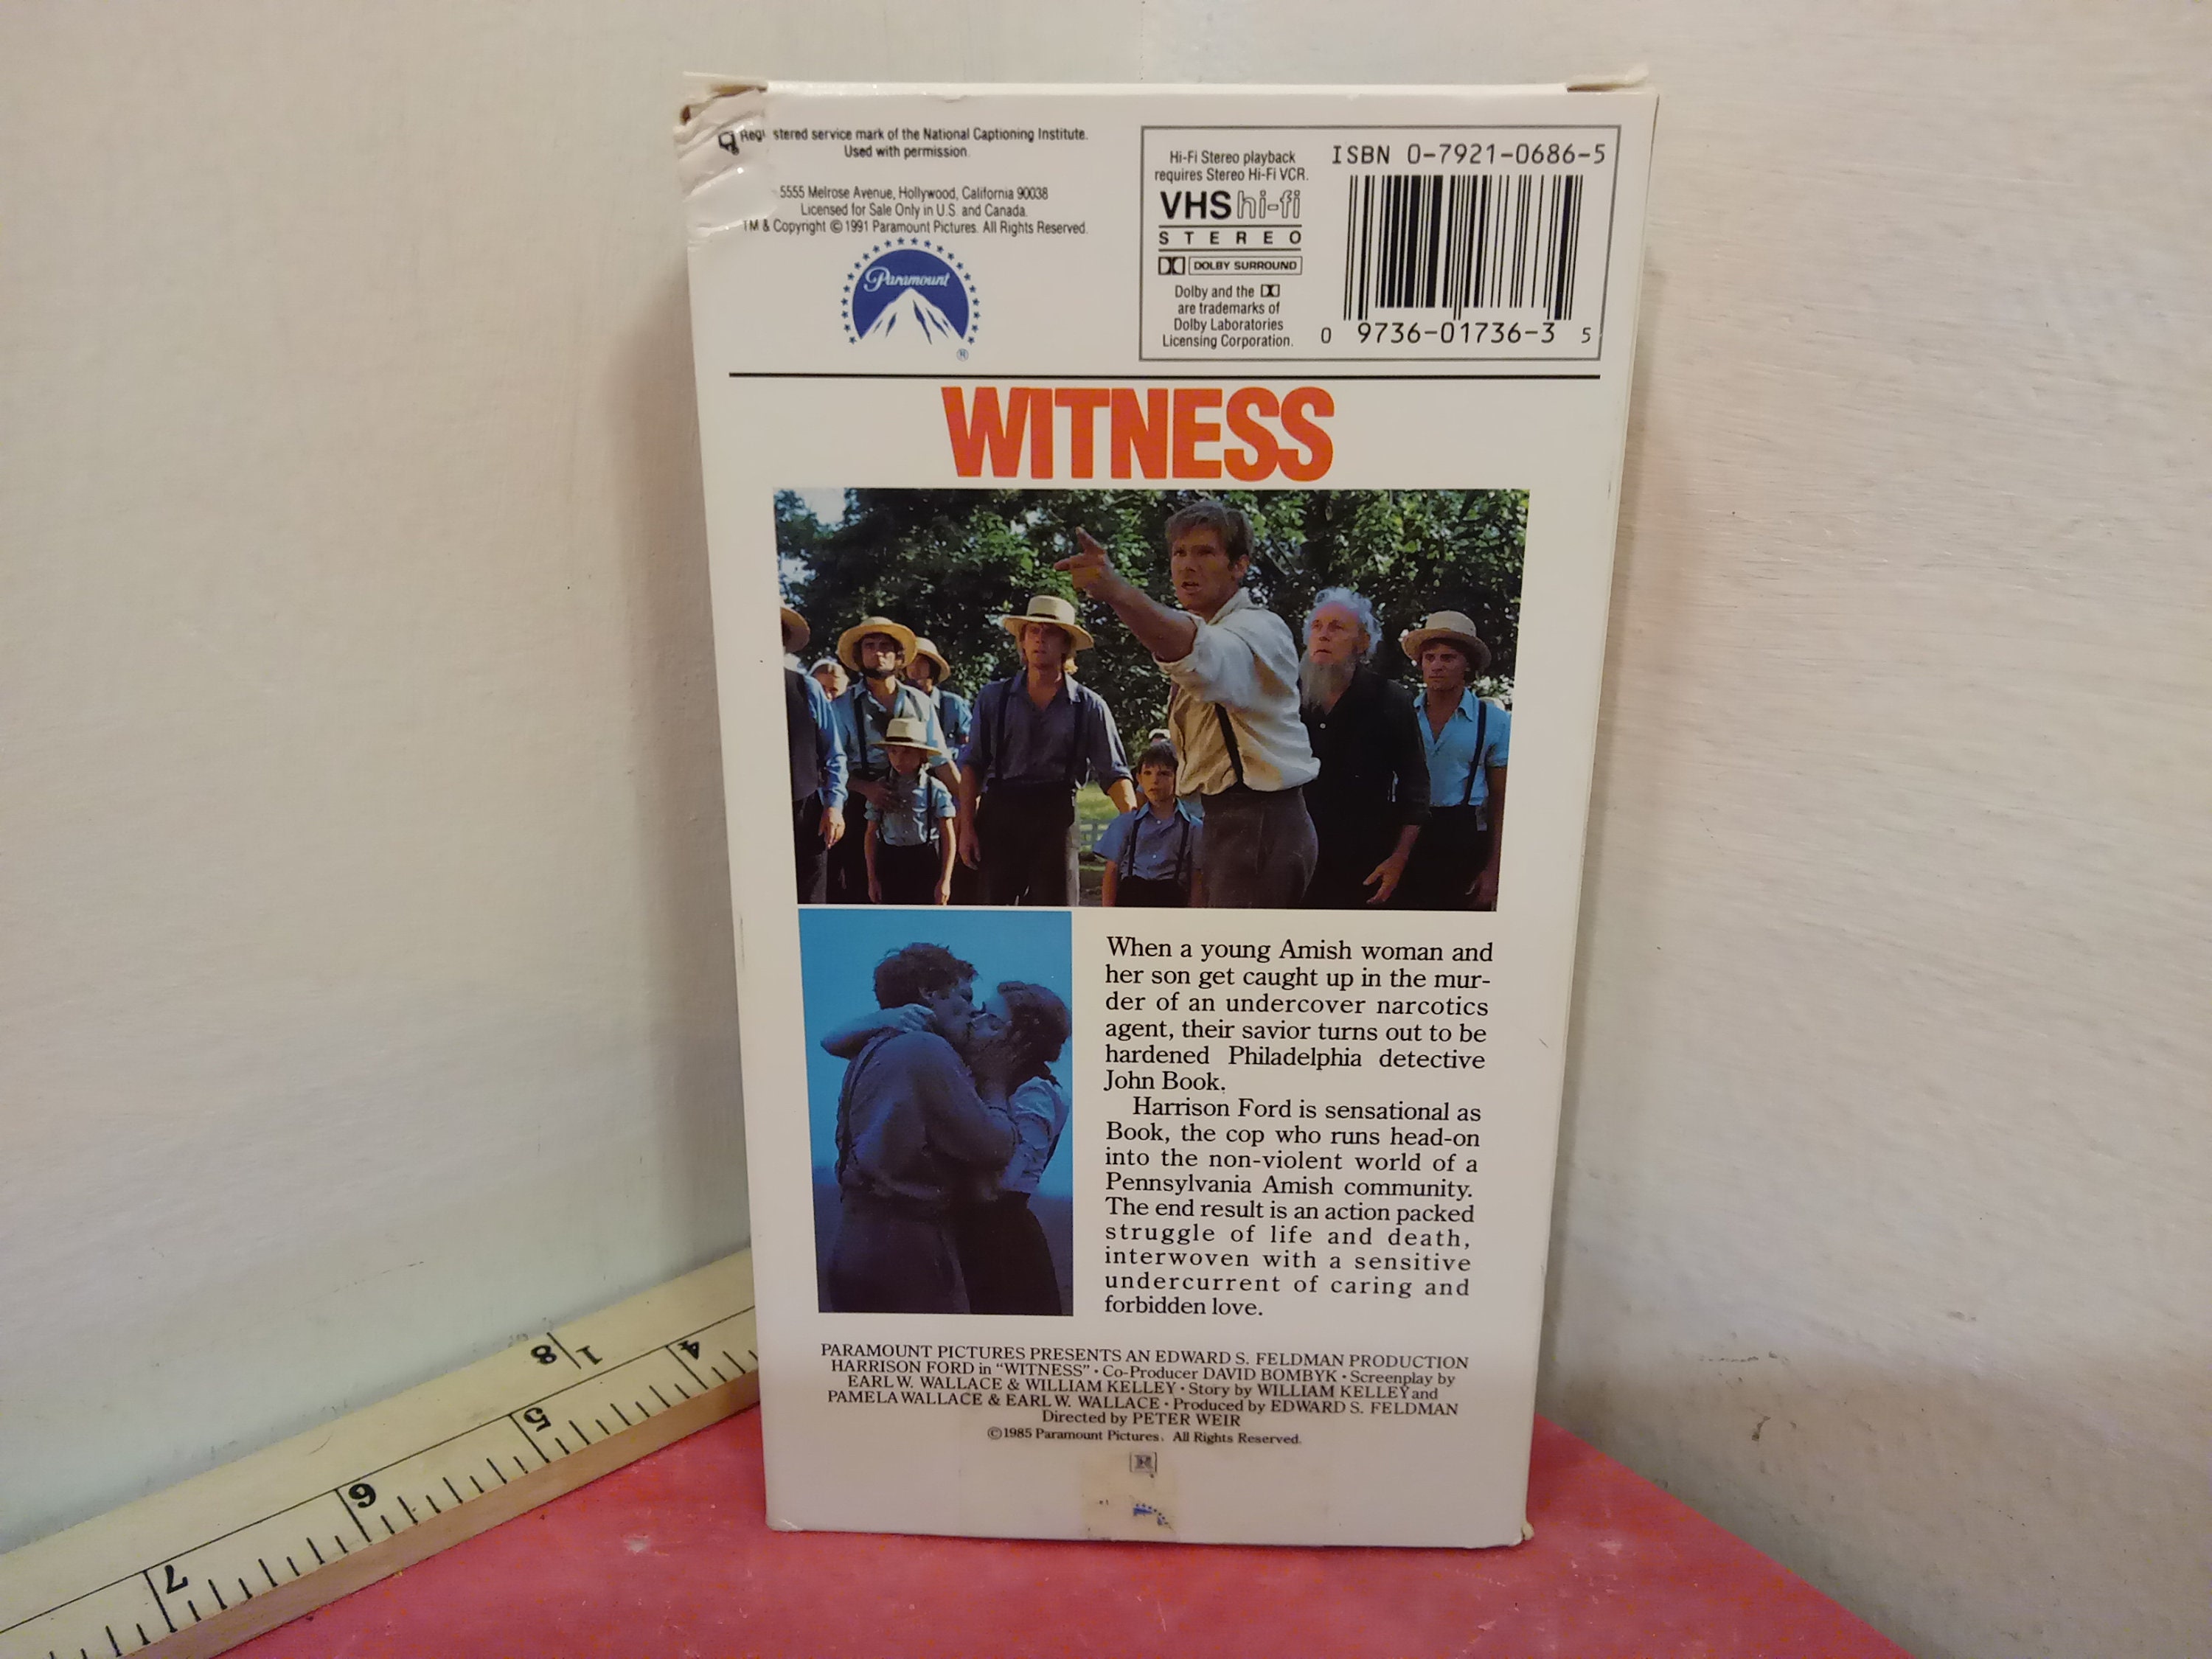 Registered service mark of the National Captioning Institute.
Used with permission.
5555 Melrose Avenue, Hollywood, California 90038
Licensed for Sale Only in U.S. and Canada.
TM & Copyright © 1991 Paramount Pictures. All Rights Reserved.
Paramount
®
Hi-Fi Stereo playback
requires Stereo Hi-Fi VCR.
VHS hi-fi
STEREO
DOLBY SURROUND
Dolby and the
are trademarks of
Dolby Laboratories
Licensing Corporation.
ISBN 0-7921-0686-5
0 9736-01736-3 5
WITNESS
When a young Amish woman and
her son get caught up in the mur-
der of an undercover narcotics
agent, their savior turns out to be
hardened Philadelphia detective
John Book.
Harrison Ford is sensational as
Book, the cop who runs head-on
into the non-violent world of a
Pennsylvania Amish community.
The end result is an action packed
struggle of life and death,
interwoven with a sensitive
undercurrent of caring and
forbidden love.
PARAMOUNT PICTURES PRESENTS AN EDWARD S. FELDMAN PRODUCTION
HARRISON FORD in "WITNESS" • Co-Producer DAVID BOMBYK • Screenplay by
EARL W. WALLACE & WILLIAM KELLEY • Story by WILLIAM KELLEY and
PAMELA WALLACE & EARL W. WALLACE • Produced by EDWARD S. FELDMAN
Directed by PETER WEIR
©1985 Paramount Pictures. All Rights Reserved.
R
4
5
6
7
8
1